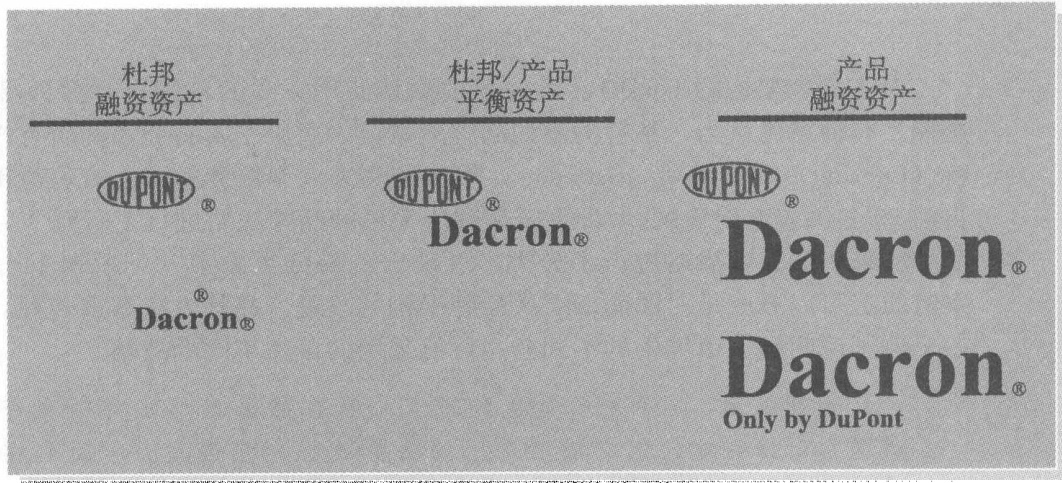 杜邦
融资资产
DUPONT®
®
Dacron®
杜邦/产品
平衡资产
DUPONT®
Dacron®
产品
融资资产
DUPONT®
Dacron®
Dacron®
Only by DuPont